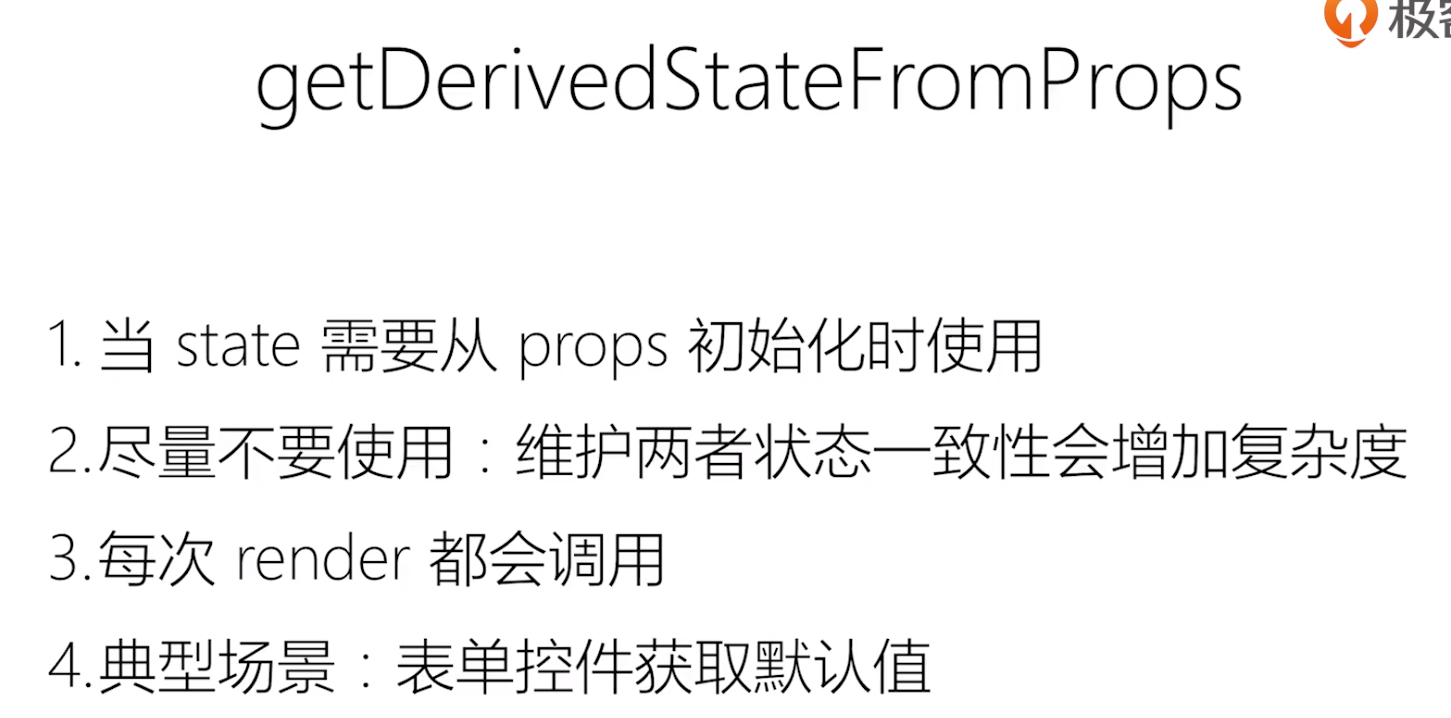 极
getDerivedStateFromProps
1. 当 state 需要从 props 初始化时使用
2.尽量不要使用：维护两者状态一致性会增加复杂度
3.每次 render 都会调用
4.典型场景：表单控件获取默认值